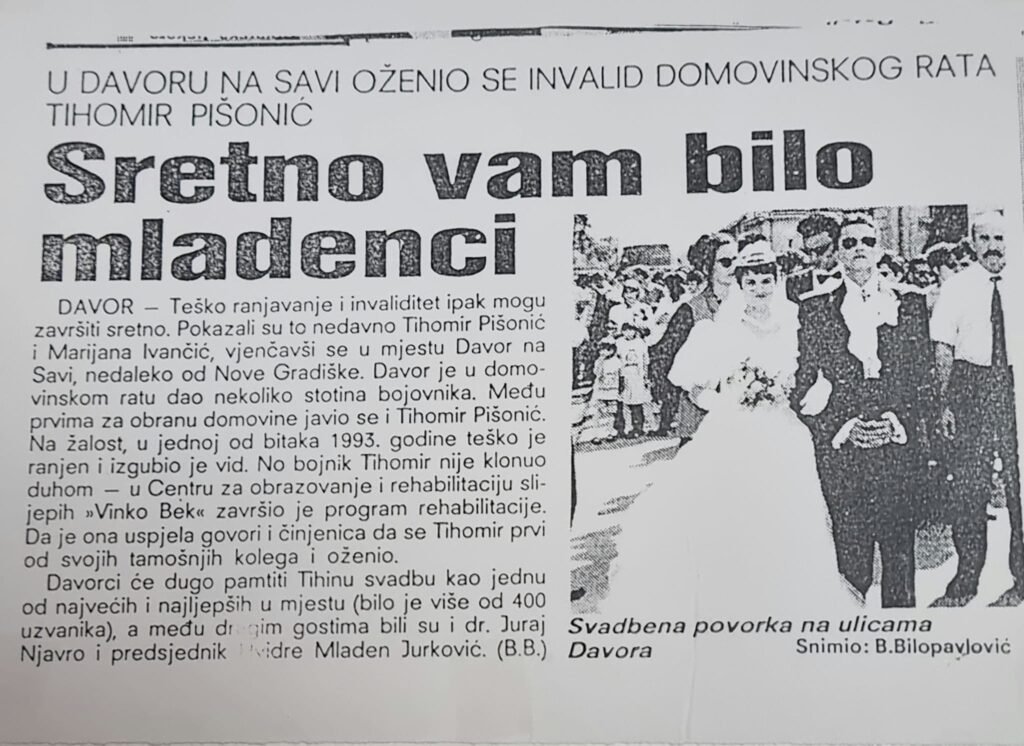 U DAVORU NA SAVI OŽENIO SE INVALID DOMOVINSKOG RATA
TIHOMIR PIŠONIĆ
Sretno vam bilo
mladenci
DAVOR — Teško ranjavanje i invaliditet ipak mogu
završiti sretno. Pokazali su to nedavno Tihomir Pišonić
i Marijana Ivančić, vjenčavši se u mjestu Davor na
Savi, nedaleko od Nove Gradiške. Davor je u domo-
vinskom ratu dao nekoliko stotina bojovnika. Među
prvima za obranu domovine javio se i Tihomir Pišonić.
Na žalost, u jednoj od bitaka 1993. godine teško je
ranjen i izgubio je vid. No bojnik Tihomir nije klonuo
duhom — u Centru za obrazovanje i rehabilitaciju sli-
jepih »Vinko Bek« završio je program rehabilitacije.
Da je ona uspjela govori i činjenica da se Tihomir prvi
od svojih tamošnjih kolega i oženio.
Davorci će dugo pamtiti Tihinu svadbu kao jednu
od najvećih i najljepših u mjestu (bilo je više od 400
uzvanika), a među gostima bili su i dr. Juraj
Njavro i predsjednik Mladen Jurković. (B.B.)
Svadbena povorka na ulicama
Davora
Snimio: B.Bilopavlović